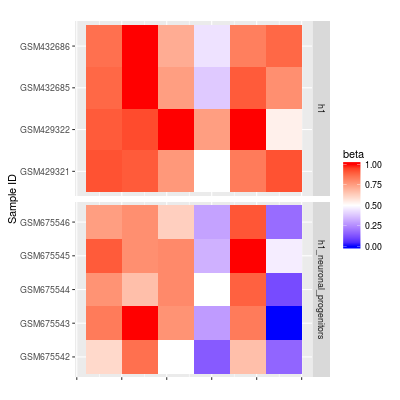 GSM432686
GSM432685
GSM429322
GSM429321
h1
GSM675546
GSM675545
GSM675544
GSM675543
GSM675542
h1_neuronal_progenitors
Sample ID
beta
1.00
0.75
0.50
0.25
0.00